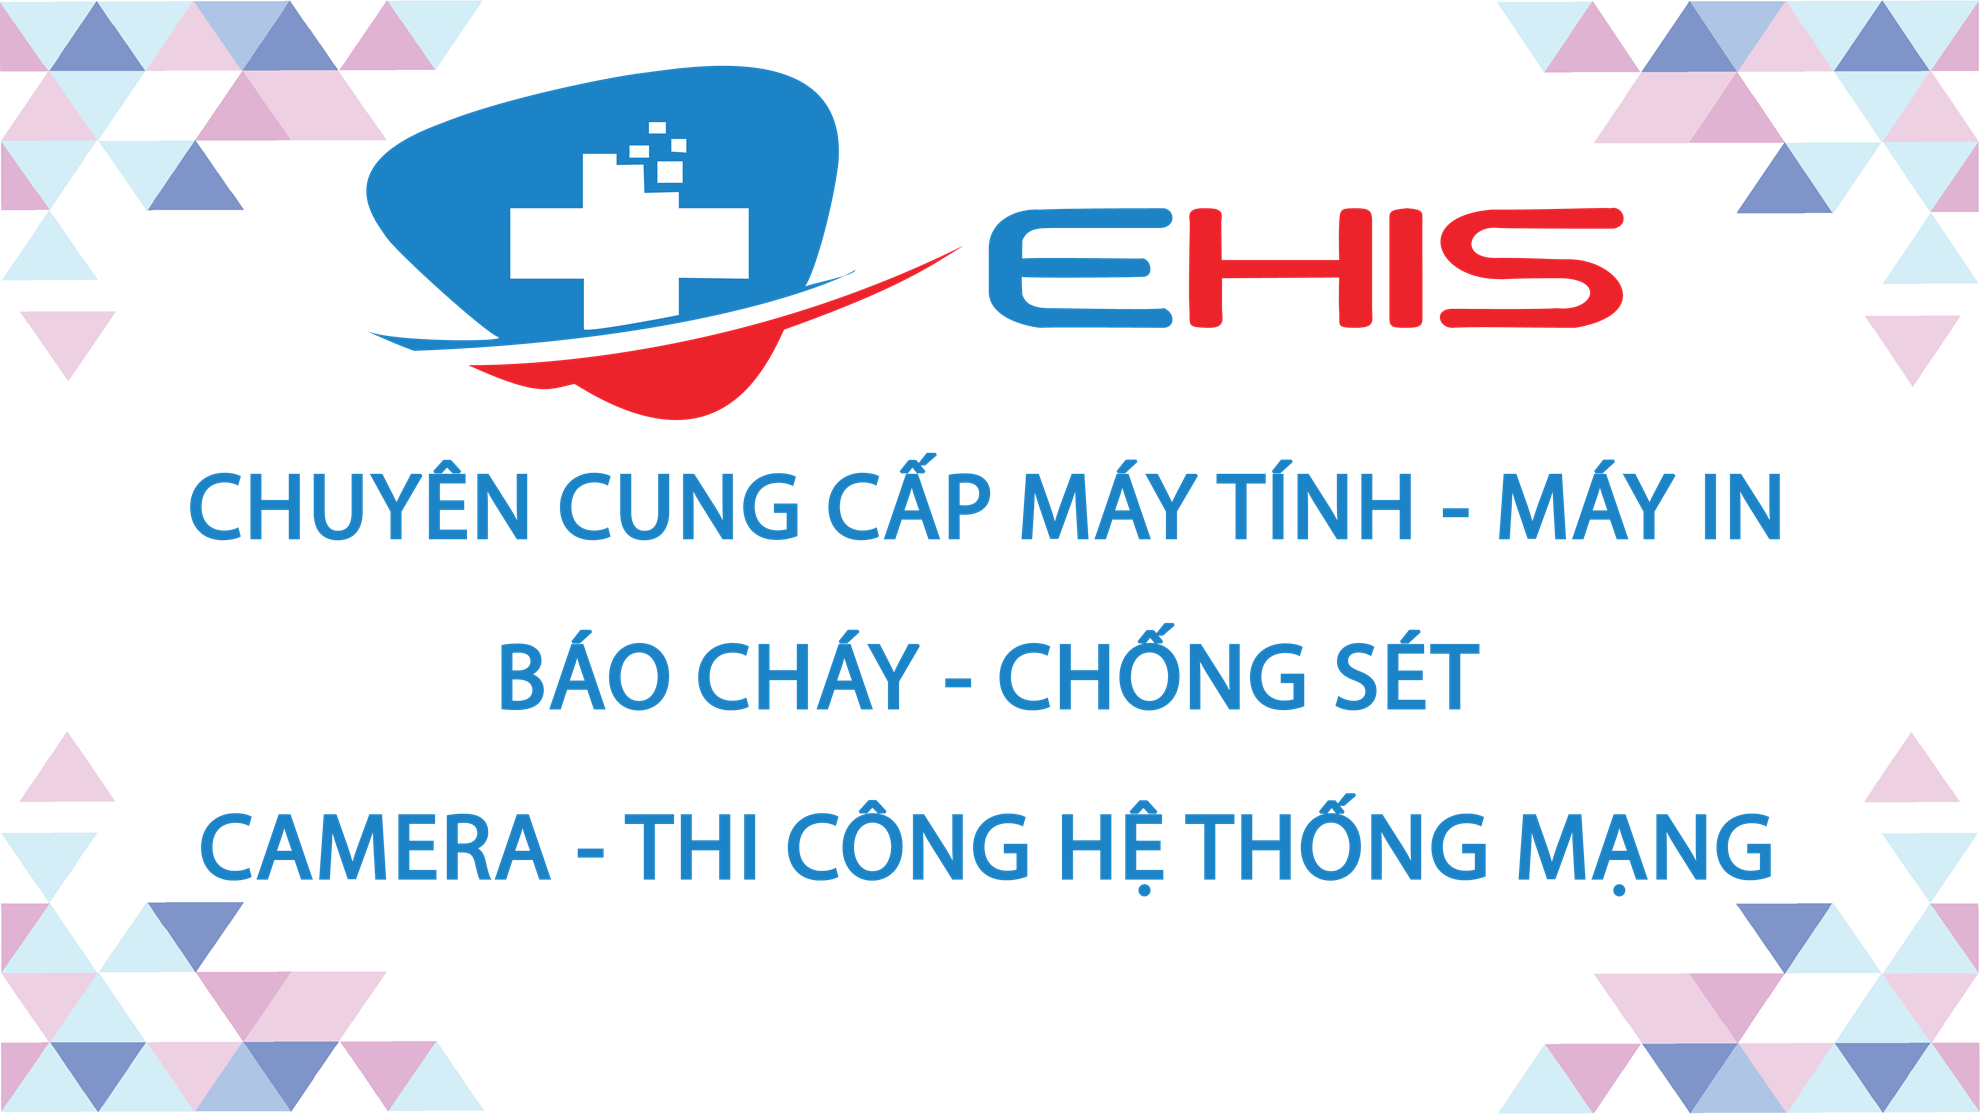 EHIS
CHUYÊN CUNG CẤP MÁY TÍNH - MÁY IN
BÁO CHÁY - CHỐNG SÉT
CAMERA - THI CÔNG HỆ THỐNG MẠNG